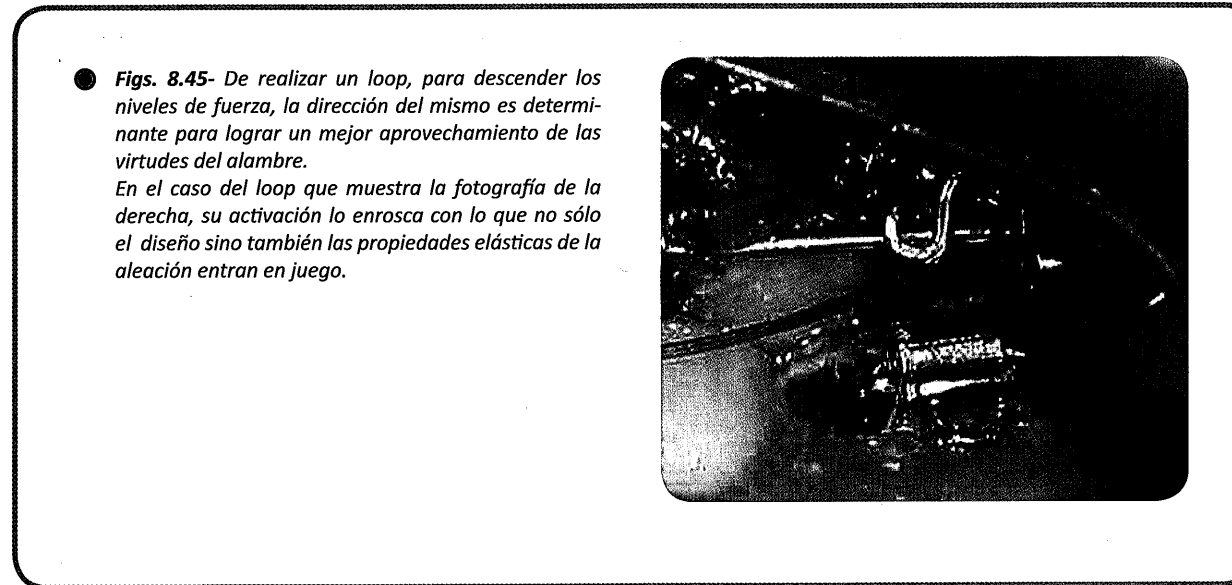 Figs. 8.45- De realizar un loop, para descender los
niveles de fuerza, la dirección del mismo es determi-
nante para lograr un mejor aprovechamiento de las
virtudes del alambre.
En el caso del loop que muestra la fotografía de la
derecha, su activación lo enrosca con lo que no sólo
el diseño sino también las propiedades elásticas de la
aleación entran en juego.